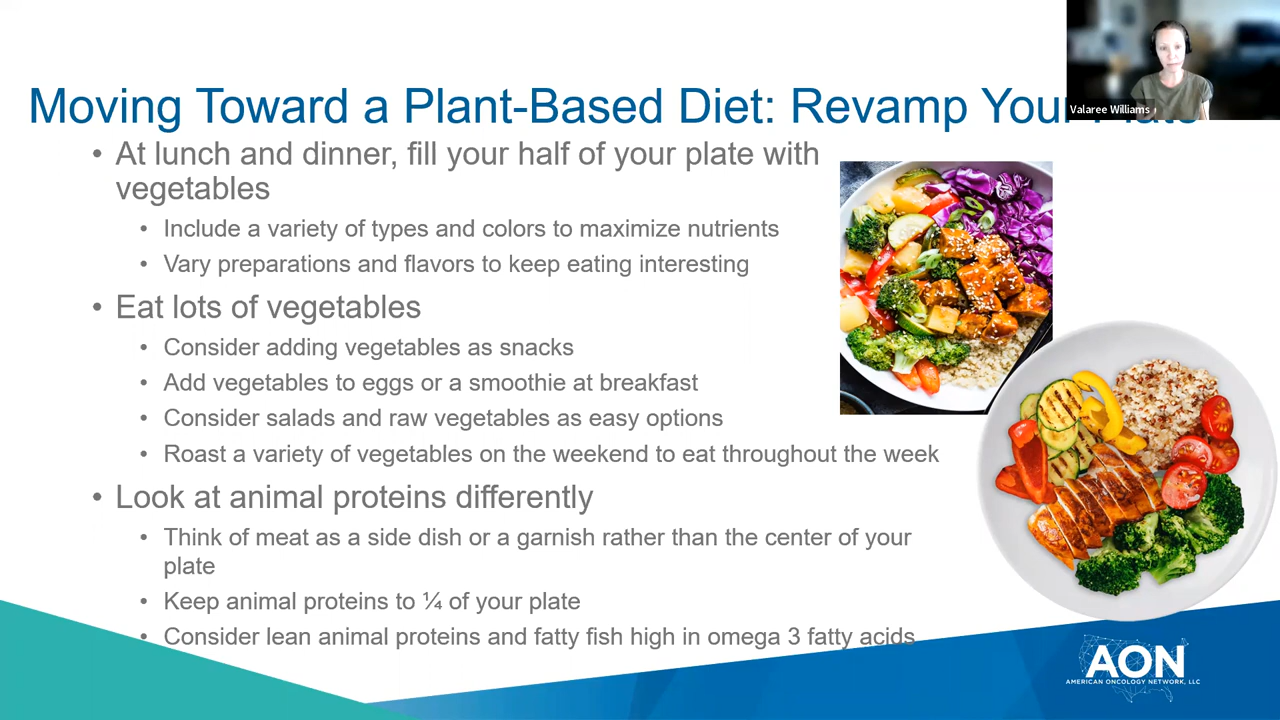 Valaree Williams
Moving Toward a Plant-Based Diet: Revamp Your
• At lunch and dinner, fill your half of your plate with
vegetables
• Include a variety of types and colors to maximize nutrients
• Vary preparations and flavors to keep eating interesting
• Eat lots of vegetables
• Consider adding vegetables as snacks
• Add vegetables to eggs or a smoothie at breakfast
• Consider salads and raw vegetables as easy options
• Roast a variety of vegetables on the weekend to eat throughout the week
• Look at animal proteins differently
• Think of meat as a side dish or a garnish rather than the center of your
plate
• Keep animal proteins to ¼ of your plate
• Consider lean animal proteins and fatty fish high in omega 3 fatty acids
AON
AMERICAN ONCOLOGY NETWORK, LLC